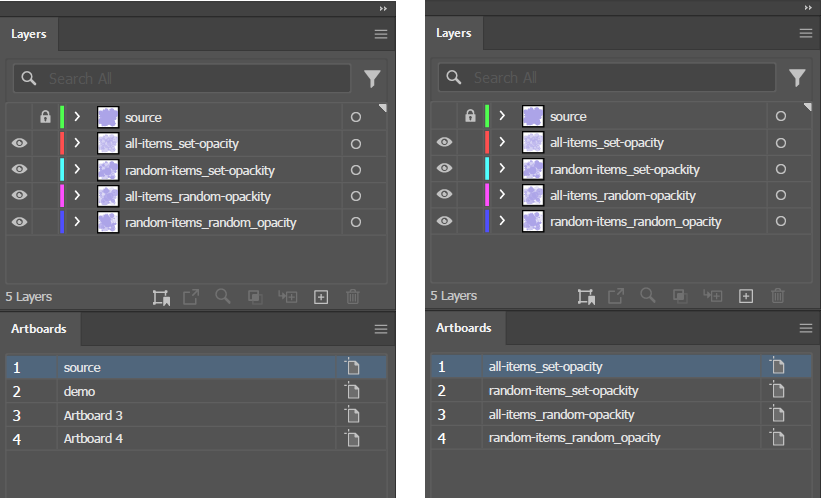 Layers
Search All
source
all-items_set-opacity
random-items_set-opackity
all-items_random-opackity
random-items_random_opacity
5 Layers
Artboards
1 source
2 demo
3 Artboard 3
4 Artboard 4
Layers
Search All
source
all-items_set-opacity
random-items_set-opackity
all-items_random-opackity
random-items_random_opacity
5 Layers
Artboards
1 all-items_set-opacity
2 random-items_set-opackity
3 all-items_random-opackity
4 random-items_random_opacity